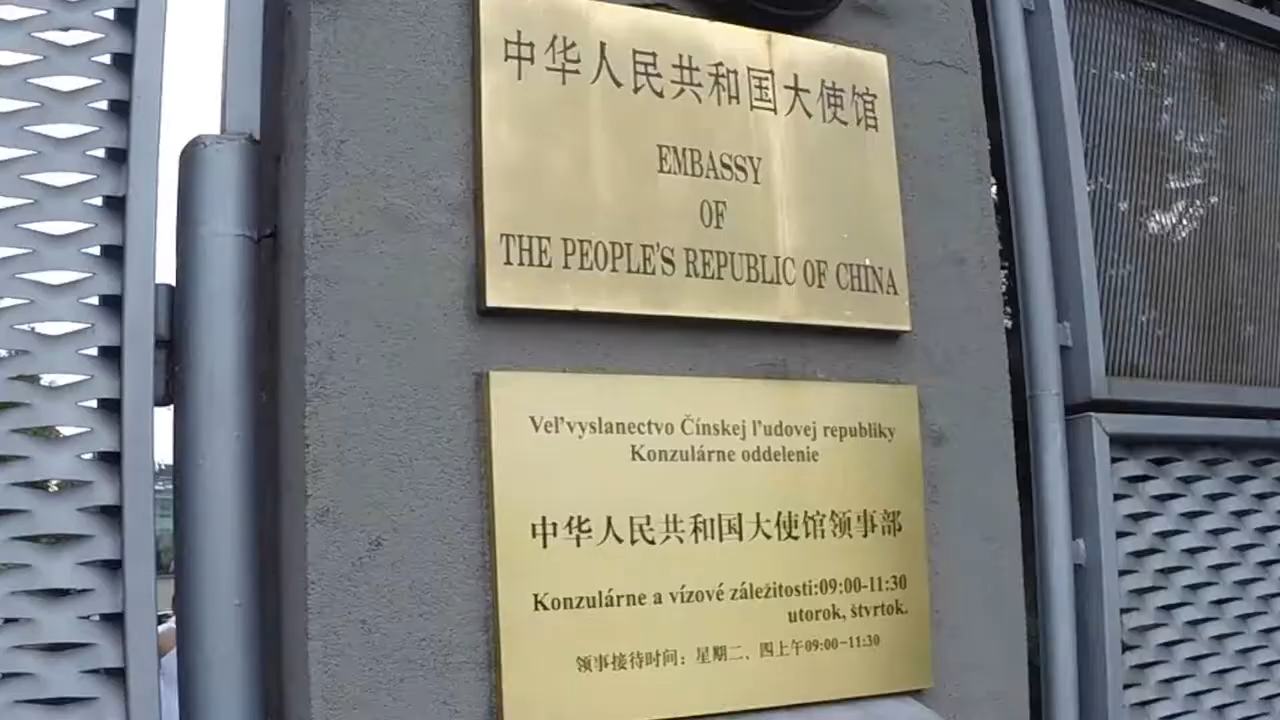 中华人民共和国大使馆
EMBASSY
OF
THE PEOPLE'S REPUBLIC OF CHINA
Veľvyslanectvo Čínskej ľudovej republiky
Konzulárne oddelenie
中华人民共和国大使馆领事部
Konzulárne a vízové záležitosti:09:00-11:30
utorok, štvrtok.
领事接待时间：星期二、四上午09:00-11:30